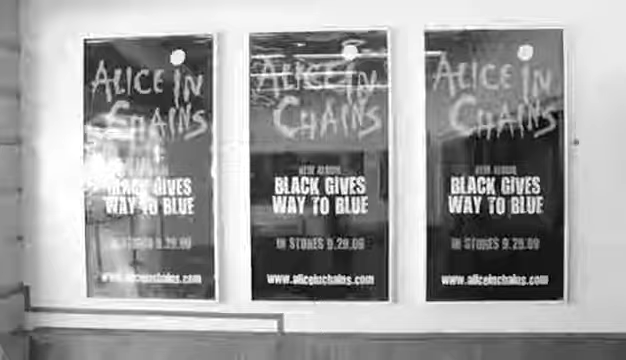 ALICE IN
CHAINS
BLACK GIVES
WAY TO BLUE
IN STORES 9.29.09
www.aliceinchains.com
ALICE IN
CHAINS
NEW ALBUM
BLACK GIVES
WAY TO BLUE
IN STORES 9.29.09
www.aliceinchains.com
ALICE IN
CHAINS
NEW ALBUM
BLACK GIVES
WAY TO BLUE
IN STORES 9.29.09
www.aliceinchains.com